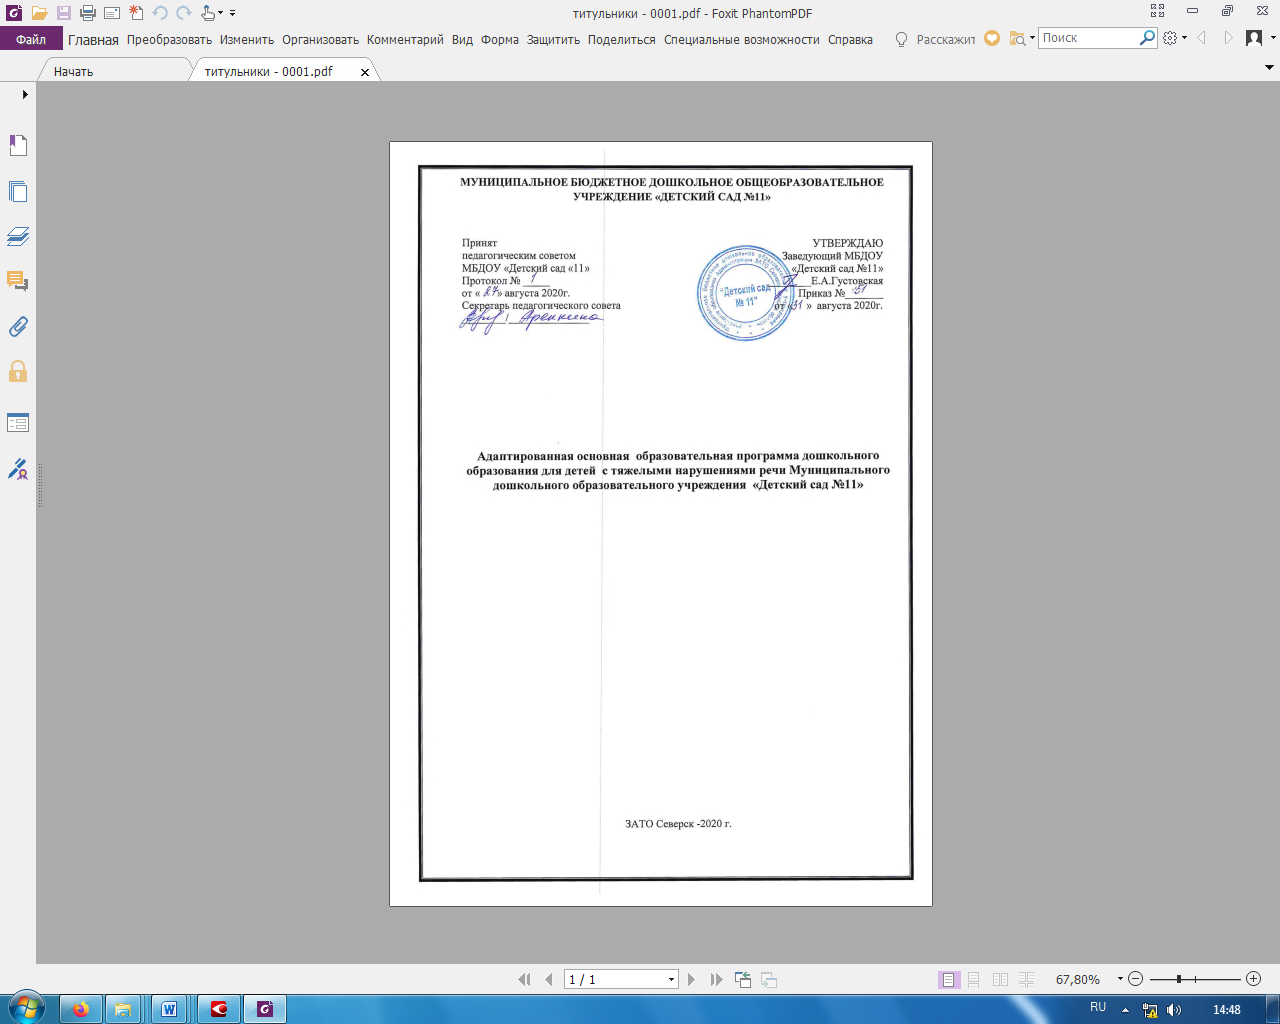 титульники - 0001.pdf - Foxit PhantomPDF
Файл Главная Преобразовать Изменить Организовать Комментарий Вид Форма Защитить Поделиться Специальные возможности Справка Расскажит Поиск
Начать титульники - 0001.pdf
МУНИЦИПАЛЬНОЕ БЮДЖЕТНОЕ ДОШКОЛЬНОЕ ОБЩЕОБРАЗОВАТЕЛЬНОЕ
УЧРЕЖДЕНИЕ «ДЕТСКИЙ САД №11»
Принят
педагогическим советом
МБДОУ «Детский сад «11»
Протокол № 1
от « 27» августа 2020г.
Секретарь педагогического совета
УТВЕРЖДАЮ
Заведующий МБДОУ
«Детский сад №11»
Е.А.Густовская
Приказ № 51
от «31 » августа 2020г.
"Детский сад
№ 11"
Адаптированная основная образовательная программа дошкольного
образования для детей с тяжелыми нарушениями речи Муниципального
дошкольного образовательного учреждения «Детский сад №11»
ЗАТО Северск -2020 г.
1 / 1
67,80%
RU 14:48